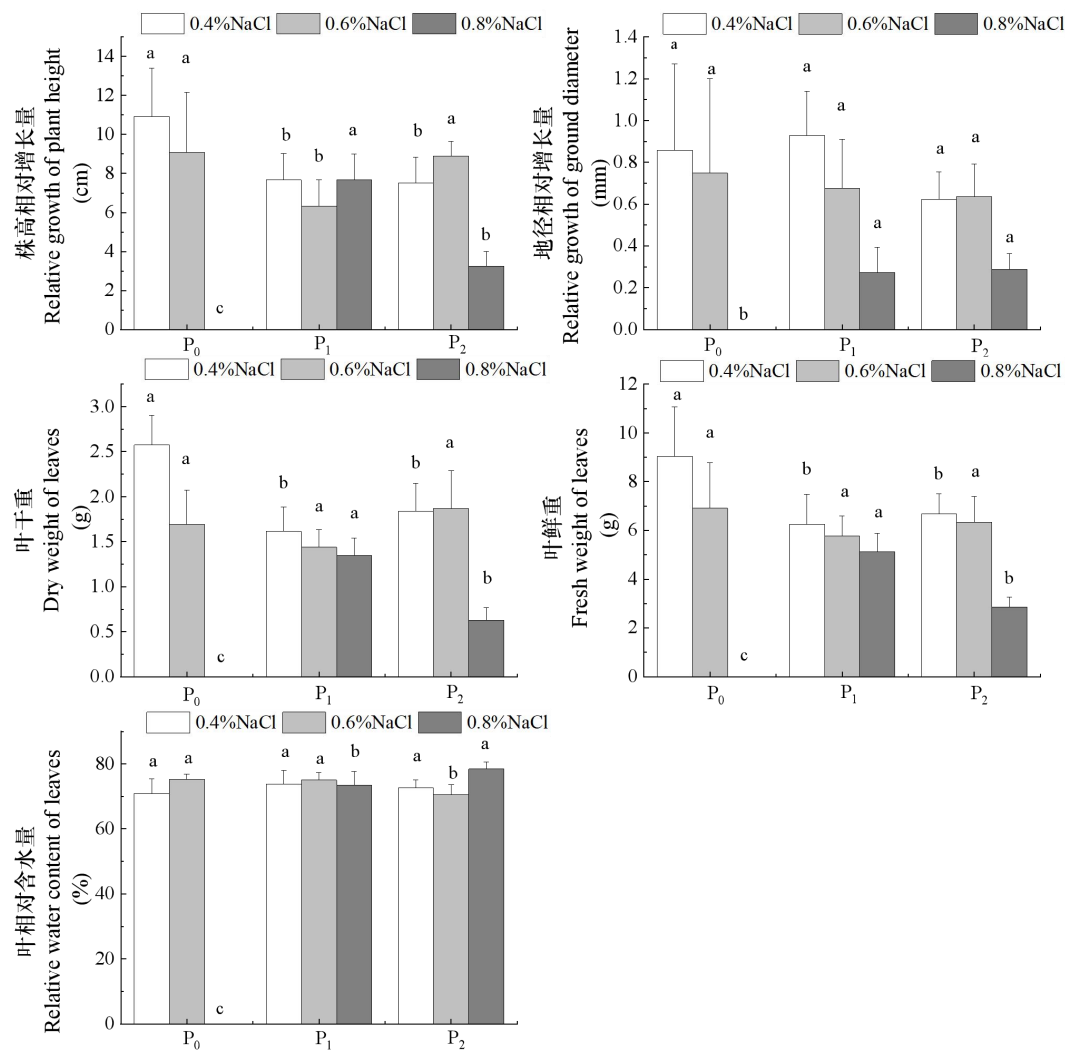 0.4%NaCl 0.6%NaCl 0.8%NaCl
株高相对增长量
Relative growth of plant height
(cm)
14
12
10
8
6
4
2
0
a a c
b b a
b a b
P₀ P₁ P₂
0.4%NaCl 0.6%NaCl 0.8%NaCl
地径相对增长量
Relative growth of ground diameter
(mm)
1.4
1.2
1.0
0.8
0.6
0.4
0.2
0.0
a a b
a a a
a a a
P₀ P₁ P₂
0.4%NaCl 0.6%NaCl 0.8%NaCl
叶干重
Dry weight of leaves
(g)
3.0
2.5
2.0
1.5
1.0
0.5
0.0
a a c
b a a
b a b
P₀ P₁ P₂
0.4%NaCl 0.6%NaCl 0.8%NaCl
叶鲜重
Fresh weight of leaves
(g)
12
10
8
6
4
2
0
a a c
b a a
b a b
P₀ P₁ P₂
0.4%NaCl 0.6%NaCl 0.8%NaCl
叶相对含水量
Relative water content of leaves
(%)
80
60
40
20
0
a a c
a a b
a b a
P₀ P₁ P₂